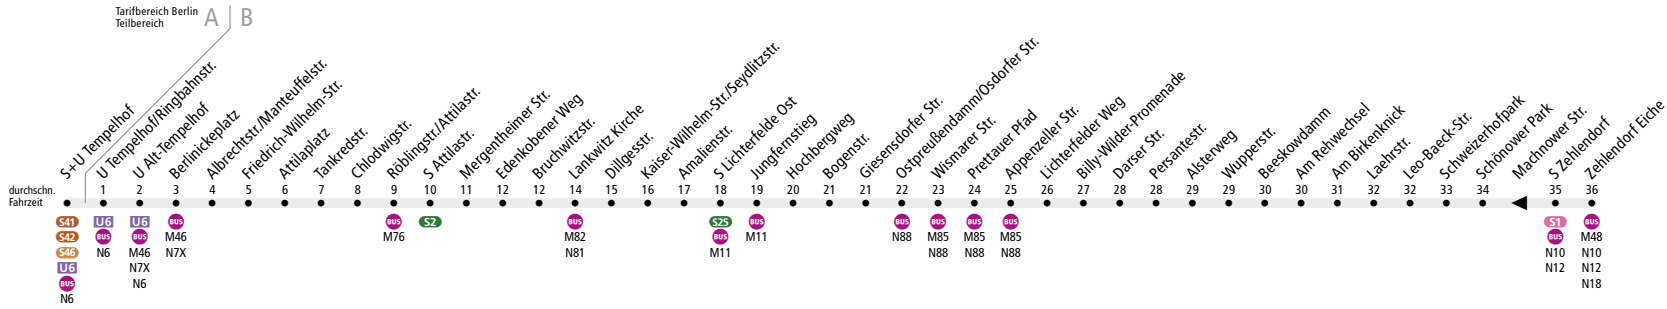 Tarifbereich Berlin
Teilbereich
A B
S+U Tempelhof
U Tempelhof/Ringbahnstr.
U Alt-Tempelhof
Berlinickeplatz
Albrechtstr./Manteuffelstr.
Friedrich-Wilhelm-Str.
Attilaplatz
Tankredstr.
Chlodwigstr.
Röblingstr./Attilastr.
S Attilastr.
Mergentheimer Str.
Edenkobener Weg
Bruchwitzstr.
Lankwitz Kirche
Dillgesstr.
Kaiser-Wilhelm-Str./Seydlitzstr.
Amalienstr.
S Lichterfelde Ost
Jungfernstieg
Hochbergweg
Bogenstr.
Giesensdorfer Str.
Ostpreußendamm/Osdorfer Str.
Wismarer Str.
Prettauer Pfad
Appenzeller Str.
Lichterfelder Weg
Billy-Wilder-Promenade
Darser Str.
Persantestr.
Alsterweg
Wupperstr.
Beeskowdamm
Am Rehwechsel
Am Birkenknick
Laehrstr.
Leo-Baeck-Str.
Schweizerhofpark
Schönower Park
Machnower Str.
S Zehlendorf
Zehlendorf Eiche
durchschn.
Fahrzeit
1 2 3 4 5 6 7 8 9 10 11 12 12 14 15 16 17 18 19 20 21 21 22 23 24 25 26 27 28 28 29 29 30 30 31 32 32 33 34 35 36
S41 U6 U6 BUS BUS S2 BUS S25 BUS BUS BUS BUS BUS S1 BUS
S42 BUS BUS M46 M76 M82 BUS M11 N88 M85 M85 M85 BUS M48
S46 N6 M46 N7X N81 M11 N88 N88 N88 N10 N10
U6 N7X N12 N12
BUS N6 N18
N6